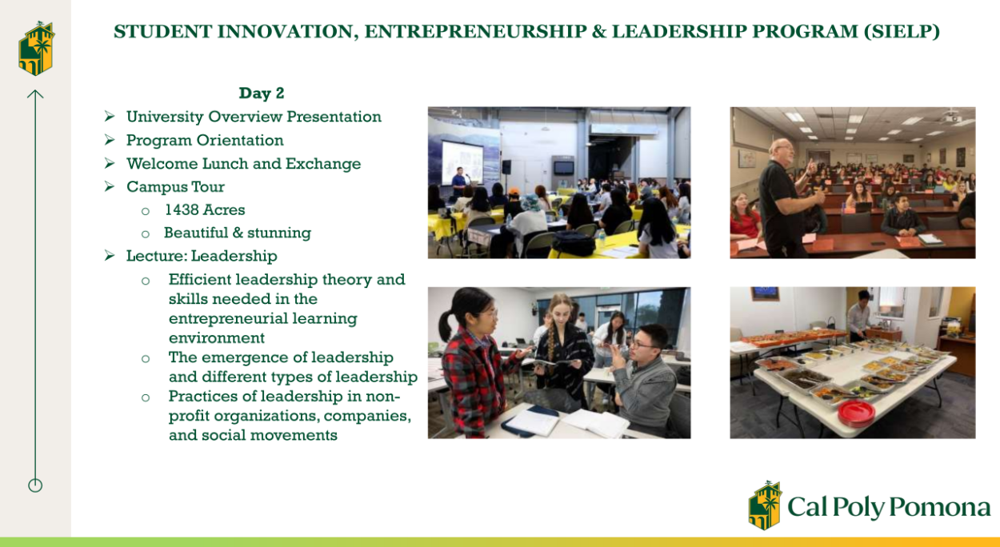 STUDENT INNOVATION, ENTREPRENEURSHIP & LEADERSHIP PROGRAM (SIELP)
Day 2
➢ University Overview Presentation
➢ Program Orientation
➢ Welcome Lunch and Exchange
➢ Campus Tour
o 1438 Acres
o Beautiful & stunning
➢ Lecture: Leadership
o Efficient leadership theory and
skills needed in the
entrepreneurial learning
environment
o The emergence of leadership
and different types of leadership
o Practices of leadership in non-
profit organizations, companies,
and social movements
Cal Poly Pomona